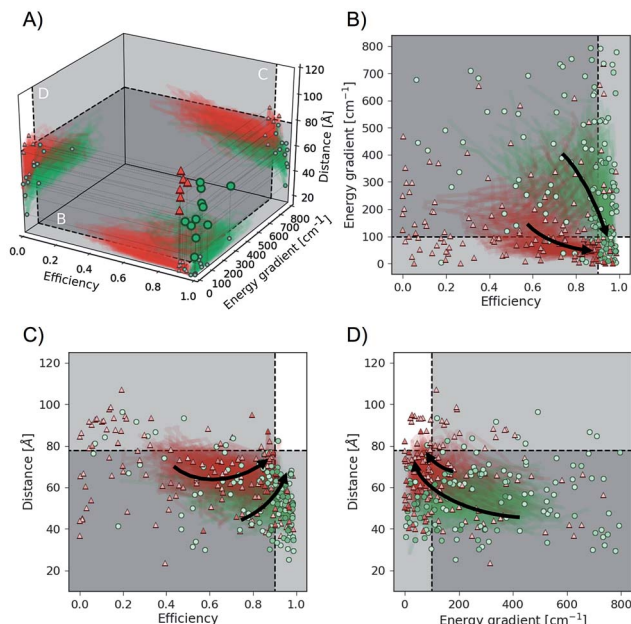 A)
D
C
B
120
100
80
60
40
20
Distance [Å]
0.0 0.2 0.4 0.6 0.8 1.0
Efficiency
0 100 200 300 400 500 600 700 800
Energy gradient [cm⁻¹]
B)
800
700
600
500
400
300
200
100
0
Energy gradient [cm⁻¹]
0.0 0.2 0.4 0.6 0.8 1.0
Efficiency
C)
120
100
80
60
40
20
Distance [Å]
0.0 0.2 0.4 0.6 0.8 1.0
Efficiency
D)
120
100
80
60
40
20
Distance [Å]
0 200 400 600 800
Energy gradient [cm⁻¹]